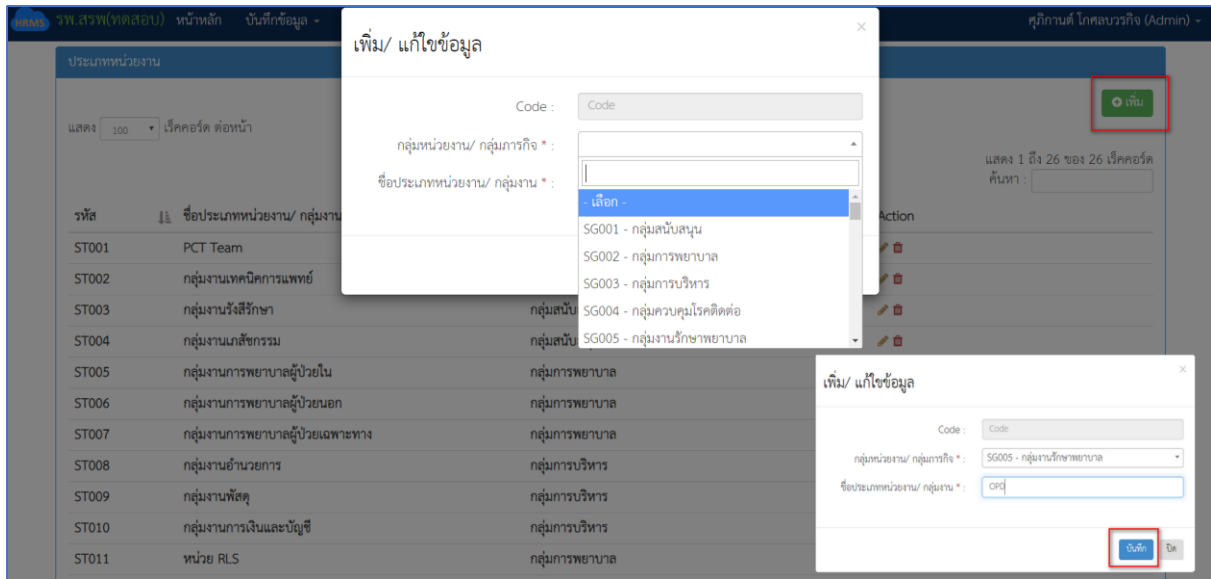 HRMS รพ.สรพ(ทดสอบ) หน้าหลัก บันทึกข้อมูล ศุภิกานต์ โกศลบวรกิจ (Admin)
ประเภทหน่วยงาน
เพิ่ม/ แก้ไขข้อมูล
×
Code : Code
เพิ่ม
แสดง 100 เร็คคอร์ด ต่อหน้า
กลุ่มหน่วยงาน/ กลุ่มภารกิจ * :
แสดง 1 ถึง 26 ของ 26 เร็คคอร์ด
ค้นหา :
ชื่อประเภทหน่วยงาน/ กลุ่มงาน * :
- เลือก -
SG001 - กลุ่มสนับสนุน
SG002 - กลุ่มการพยาบาล
SG003 - กลุ่มการบริหาร
SG004 - กลุ่มควบคุมโรคติดต่อ
SG005 - กลุ่มงานรักษาพยาบาล
รหัส ชื่อประเภทหน่วยงาน/ กลุ่มงาน Action
ST001 PCT Team
ST002 กลุ่มงานเทคนิคการแพทย์
ST003 กลุ่มงานรังสีรักษา กลุ่มสนับ
ST004 กลุ่มงานเภสัชกรรม กลุ่มสนับ
ST005 กลุ่มงานการพยาบาลผู้ป่วยใน กลุ่มการพยาบาล
ST006 กลุ่มงานการพยาบาลผู้ป่วยนอก กลุ่มการพยาบาล
ST007 กลุ่มงานการพยาบาลผู้ป่วยเฉพาะทาง กลุ่มการพยาบาล
ST008 กลุ่มงานอำนวยการ กลุ่มการบริหาร
ST009 กลุ่มงานพัสดุ กลุ่มการบริหาร
ST010 กลุ่มงานการเงินและบัญชี กลุ่มการบริหาร
ST011 หน่วย RLS กลุ่มการพยาบาล
เพิ่ม/ แก้ไขข้อมูล
×
Code : Code
กลุ่มหน่วยงาน/ กลุ่มภารกิจ * : SG005 - กลุ่มงานรักษาพยาบาล
ชื่อประเภทหน่วยงาน/ กลุ่มงาน * : OPD
บันทึก ปิด